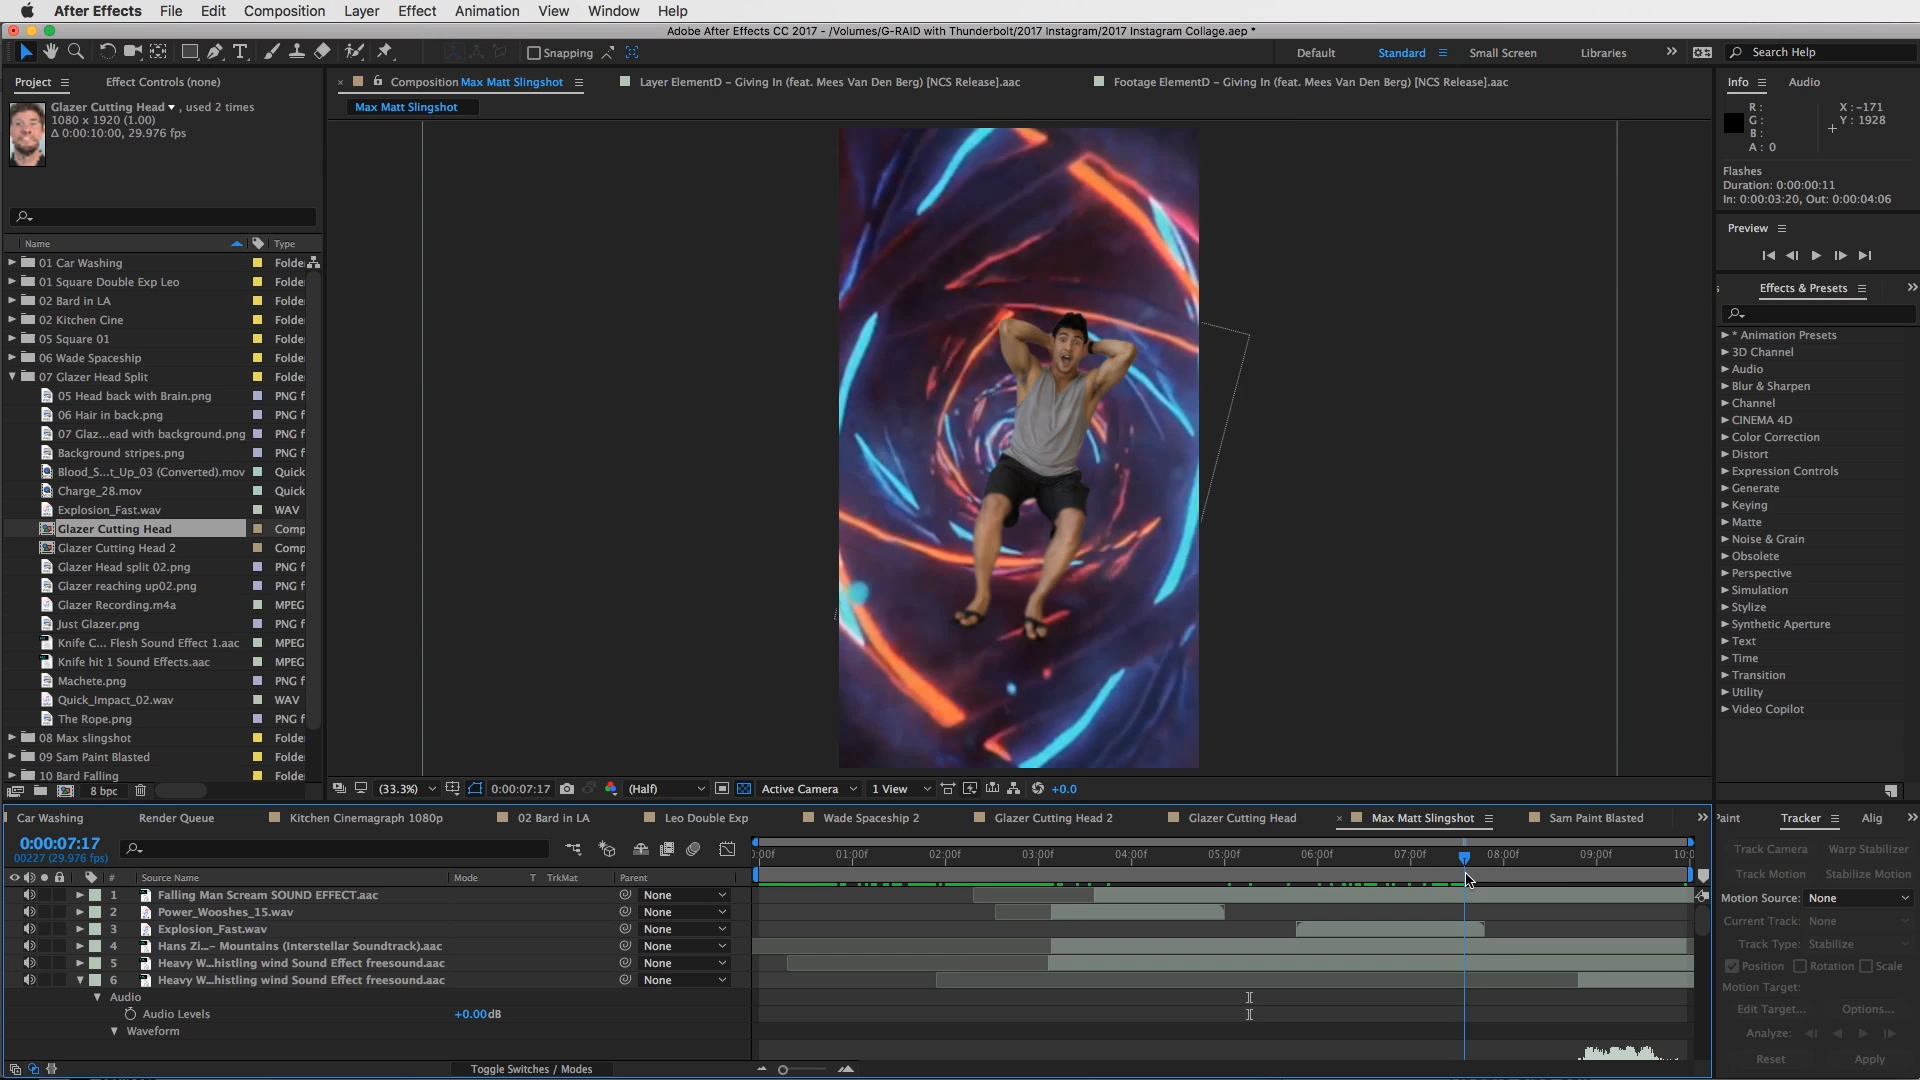 After Effects File Edit Composition Layer Effect Animation View Window Help
Adobe After Effects CC 2017 - /Volumes/G-RAID with Thunderbolt/2017 Instagram/2017 Instagram Collage.aep *
Snapping Default Standard Small Screen Libraries Search Help
Project Effect Controls (none)
Composition Max Matt Slingshot Layer ElementD – Giving In (feat. Mees Van Den Berg) [NCS Release].aac Footage ElementD – Giving In (feat. Mees Van Den Berg) [NCS Release].aac
Info Audio
Glazer Cutting Head , used 2 times
1080 x 1920 (1.00)
Δ 0:00:10:00, 29.976 fps
Max Matt Slingshot
R: X: -171
G: Y: 1928
B:
A: 0
Flashes
Duration: 0:00:00:11
In: 0:00:03:20, Out: 0:00:04:06
Preview
Effects & Presets
* Animation Presets
3D Channel
Audio
Blur & Sharpen
Channel
CINEMA 4D
Color Correction
Distort
Expression Controls
Generate
Keying
Matte
Noise & Grain
Obsolete
Perspective
Simulation
Stylize
Synthetic Aperture
Text
Time
Transition
Utility
Video Copilot
Name Type
01 Car Washing Folde
01 Square Double Exp Leo Folde
02 Bard in LA Folde
02 Kitchen Cine Folde
05 Square 01 Folde
06 Wade Spaceship Folde
07 Glazer Head Split Folde
05 Head back with Brain.png PNG f
06 Hair in back.png PNG f
07 Glaz...ead with background.png PNG f
Background stripes.png PNG f
Blood_S...t_Up_03 (Converted).mov Quick
Charge_28.mov Quick
Explosion_Fast.wav WAV
Glazer Cutting Head Comp
Glazer Cutting Head 2 Comp
Glazer Head split 02.png PNG f
Glazer reaching up02.png PNG f
Glazer Recording.m4a MPEG
Just Glazer.png PNG f
Knife C... Flesh Sound Effect 1.aac MPEG
Knife hit 1 Sound Effects.aac MPEG
Machete.png PNG f
Quick_Impact_02.wav WAV
The Rope.png PNG f
08 Max slingshot Folde
09 Sam Paint Blasted Folde
10 Bard Falling Folde
8 bpc
(33.3%) 0:00:07:17 (Half) Active Camera 1 View +0.0
Car Washing Render Queue Kitchen Cinemagraph 1080p 02 Bard in LA Leo Double Exp Wade Spaceship 2 Glazer Cutting Head 2 Glazer Cutting Head Max Matt Slingshot Sam Paint Blasted
0:00:07:17
00227 (29.976 fps)
01:00f 02:00f 03:00f 04:00f 05:00f 06:00f 07:00f 08:00f 09:00f
# Source Name Mode T TrkMat Parent
1 Falling Man Scream SOUND EFFECT.aac None
2 Power_Wooshes_15.wav None
3 Explosion_Fast.wav None
4 Hans Zi...– Mountains (Interstellar Soundtrack).aac None
5 Heavy W...histling wind Sound Effect freesound.aac None
6 Heavy W...histling wind Sound Effect freesound.aac None
Audio
Audio Levels +0.00dB
Waveform
Toggle Switches / Modes
Paint Tracker Alig
Track Camera Warp Stabilizer
Track Motion Stabilize Motion
Motion Source: None
Current Track: None
Track Type: Stabilize
Position Rotation Scale
Motion Target:
Edit Target... Options...
Analyze:
Reset Apply